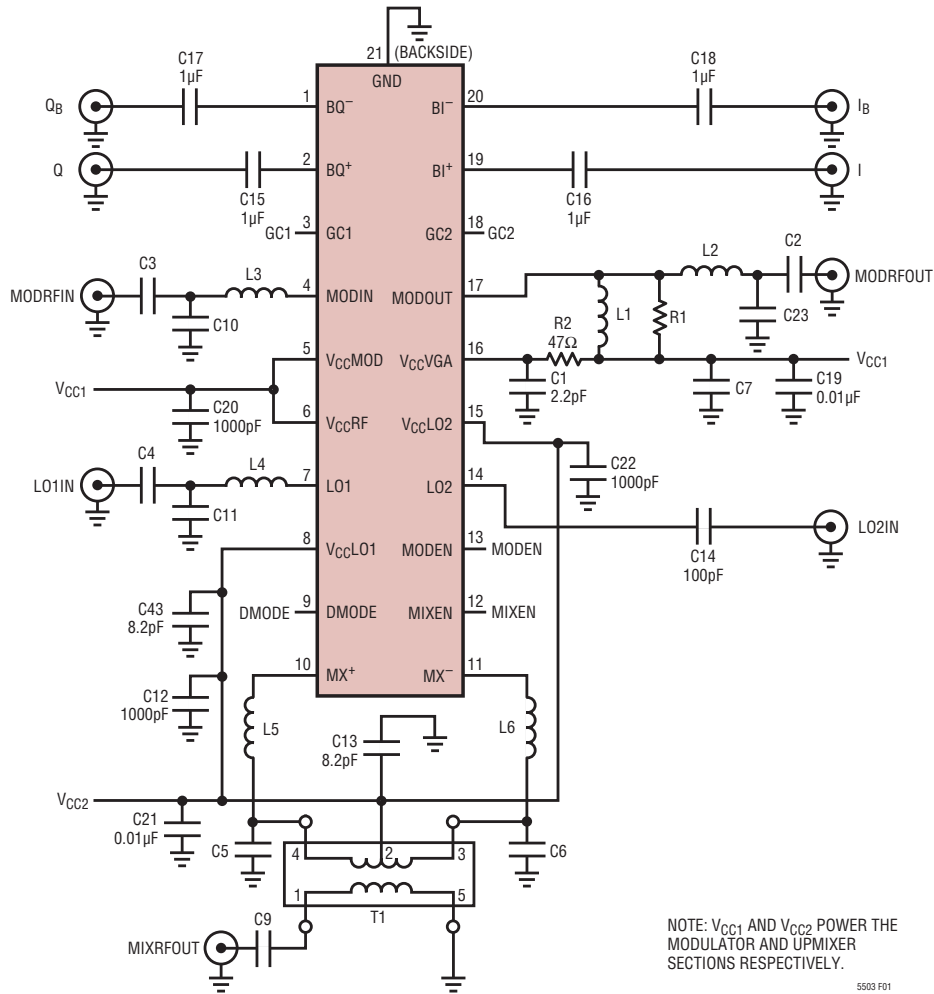 21 (BACKSIDE)
GND
C17
1µF
C18
1µF
QB
1
BQ−
BI−
20
IB
Q
2
BQ+
BI+
19
I
C15
1µF
C16
1µF
GC1
3
GC1
GC2
18
GC2
C3
L3
L2
C2
MODRFIN
4
MODIN
MODOUT
17
MODRFOUT
C10
L1
R1
C23
R2
47Ω
5
VCCMOD
VCCVGA
16
VCC1
VCC1
C20
1000pF
C1
2.2pF
C7
C19
0.01µF
6
VCCRF
VCCLO2
15
C4
L4
C22
1000pF
LO1IN
7
LO1
LO2
14
C11
LO2IN
8
VCCLO1
MODEN
13
MODEN
C14
100pF
C43
8.2pF
DMODE
9
DMODE
MIXEN
12
MIXEN
10
MX+
MX−
11
C12
1000pF
L5
C13
8.2pF
L6
VCC2
C21
0.01µF
C5
4
2
3
C6
1
5
T1
C9
MIXRFOUT
NOTE: VCC1 AND VCC2 POWER THE
MODULATOR AND UPMIXER
SECTIONS RESPECTIVELY.
5503 F01